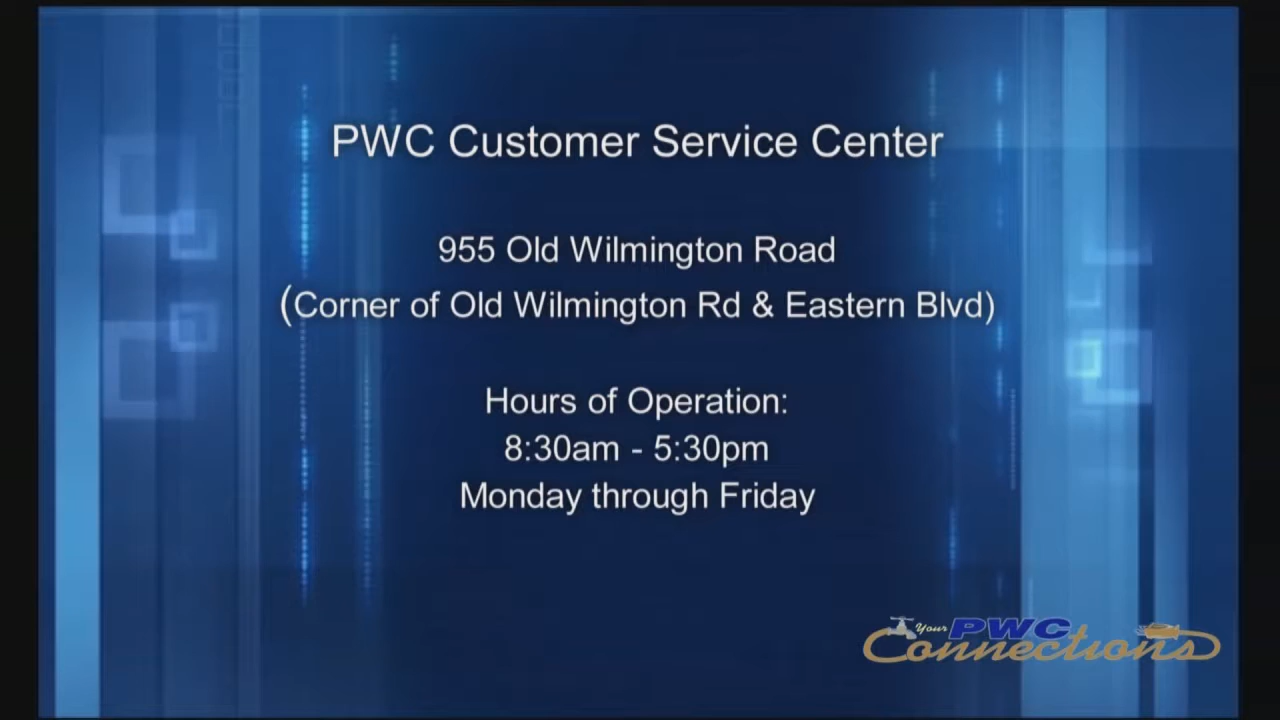 PWC Customer Service Center
955 Old Wilmington Road
(Corner of Old Wilmington Rd & Eastern Blvd)
Hours of Operation:
8:30am - 5:30pm
Monday through Friday
Your PWC
Connections